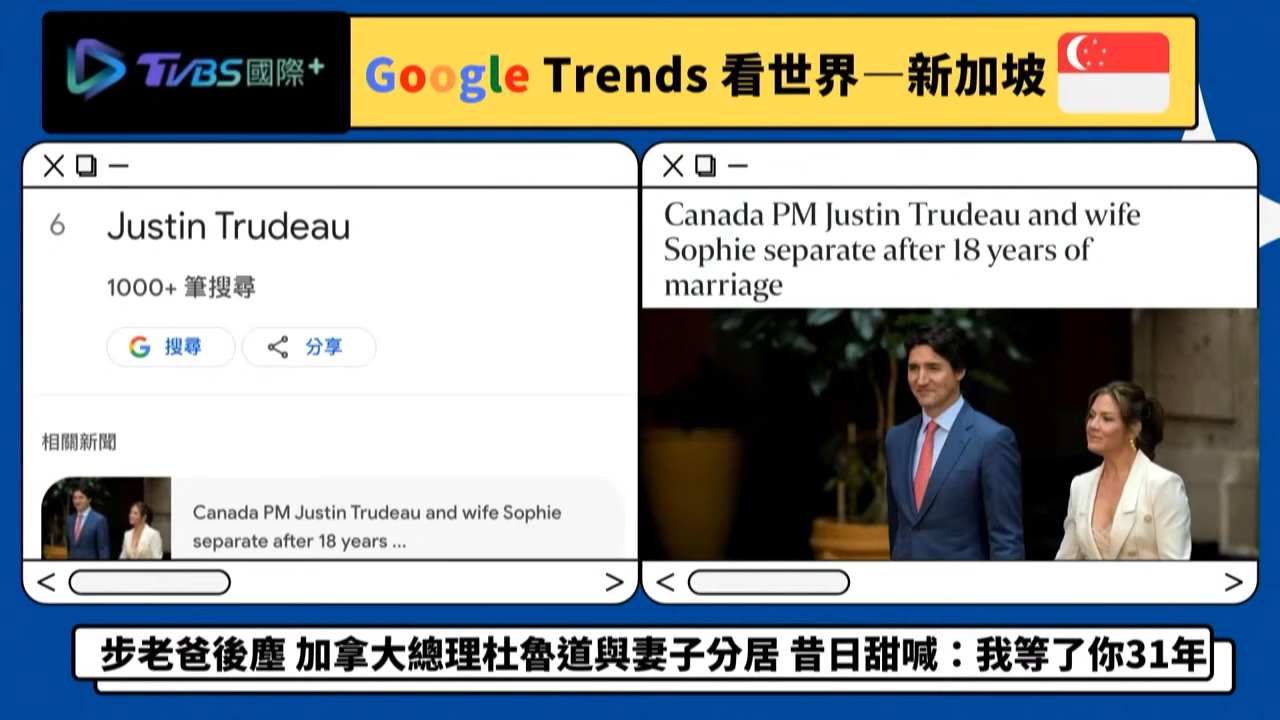 TVBS國際+
Google Trends 看世界—新加坡
6
Justin Trudeau
1000+ 筆搜尋
搜尋
分享
相關新聞
Canada PM Justin Trudeau and wife Sophie
separate after 18 years ...
Canada PM Justin Trudeau and wife
Sophie separate after 18 years of
marriage
步老爸後塵 加拿大總理杜魯道與妻子分居 昔日甜喊：我等了你31年